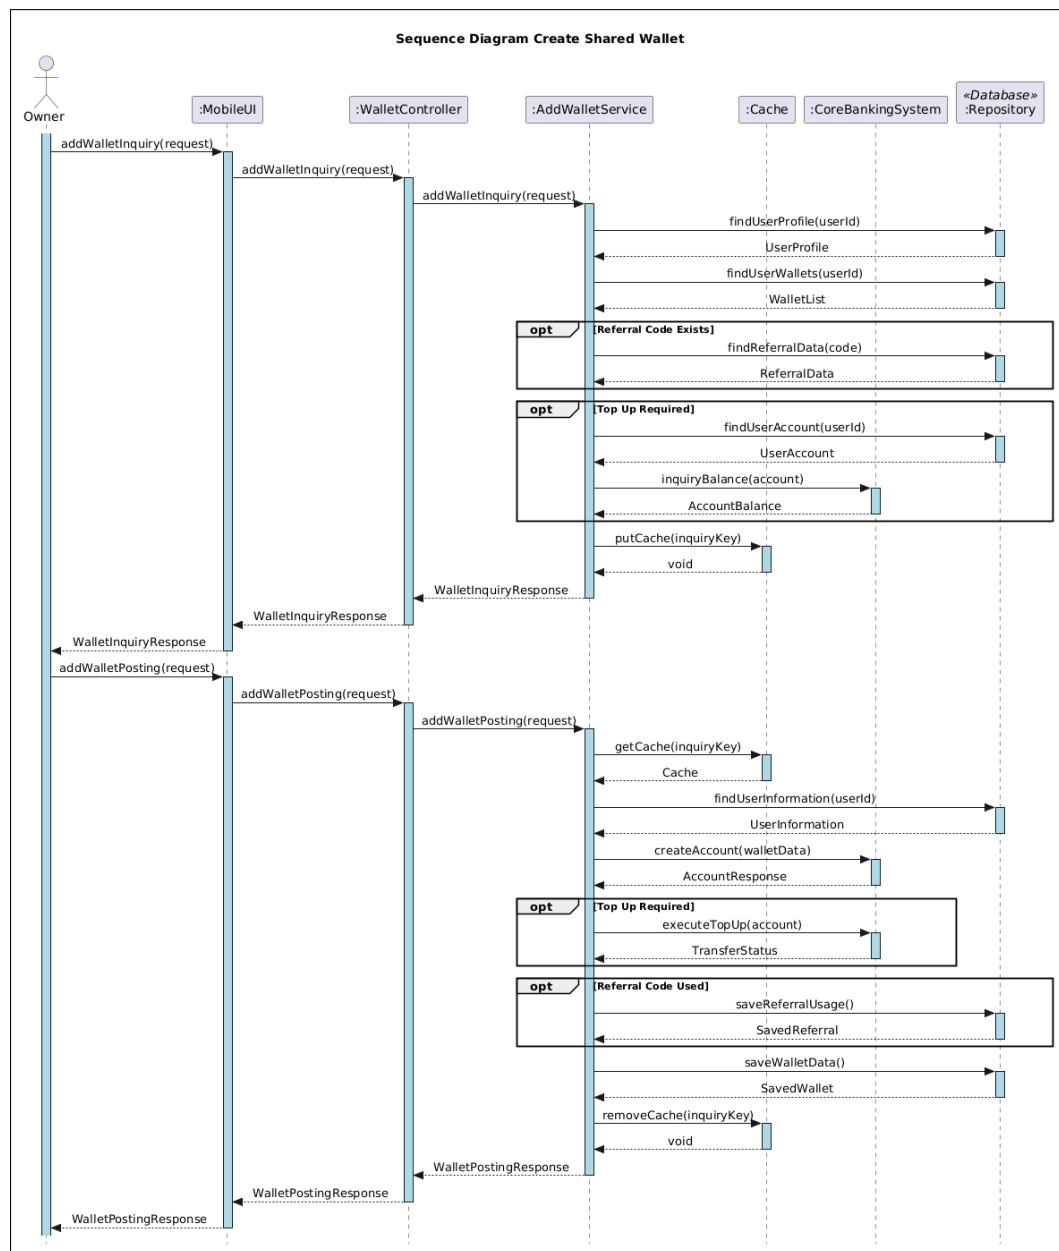 Sequence Diagram Create Shared Wallet
Owner
:MobileUI
:WalletController
:AddWalletService
:Cache
:CoreBankingSystem
«Database»
:Repository
addWalletInquiry(request)
addWalletInquiry(request)
addWalletInquiry(request)
findUserProfile(userId)
UserProfile
findUserWallets(userId)
WalletList
opt [Referral Code Exists]
findReferralData(code)
ReferralData
opt [Top Up Required]
findUserAccount(userId)
UserAccount
inquiryBalance(account)
AccountBalance
putCache(inquiryKey)
void
WalletInquiryResponse
WalletInquiryResponse
WalletInquiryResponse
addWalletPosting(request)
addWalletPosting(request)
addWalletPosting(request)
getCache(inquiryKey)
Cache
findUserInformation(userId)
UserInformation
createAccount(walletData)
AccountResponse
opt [Top Up Required]
executeTopUp(account)
TransferStatus
opt [Referral Code Used]
saveReferralUsage()
SavedReferral
saveWalletData()
SavedWallet
removeCache(inquiryKey)
void
WalletPostingResponse
WalletPostingResponse
WalletPostingResponse